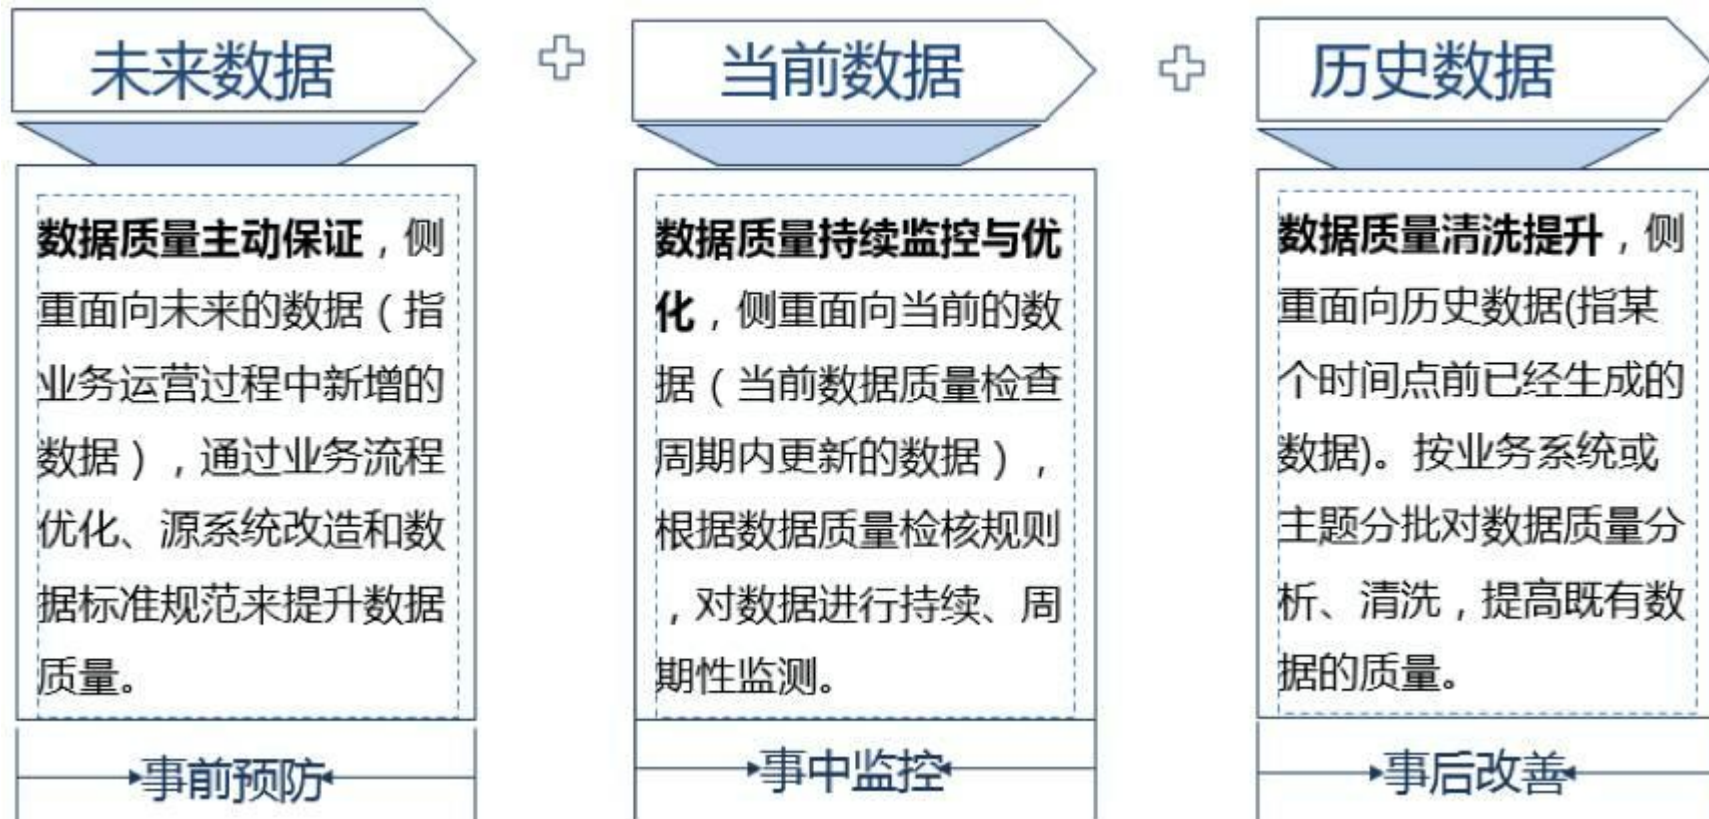 未来数据
当前数据
历史数据
数据质量主动保证，侧
重面向未来的数据（指
业务运营过程中新增的
数据），通过业务流程
优化、源系统改造和数
据标准规范来提升数据
质量。
数据质量持续监控与优
化，侧重面向当前的数
据（当前数据质量检查
周期内更新的数据），
根据数据质量检核规则
，对数据进行持续、周
期性监测。
数据质量清洗提升，侧
重面向历史数据(指某
个时间点前已经生成的
数据)。按业务系统或
主题分批对数据质量分
析、清洗，提高既有数
据的质量。
事前预防
事中监控
事后改善